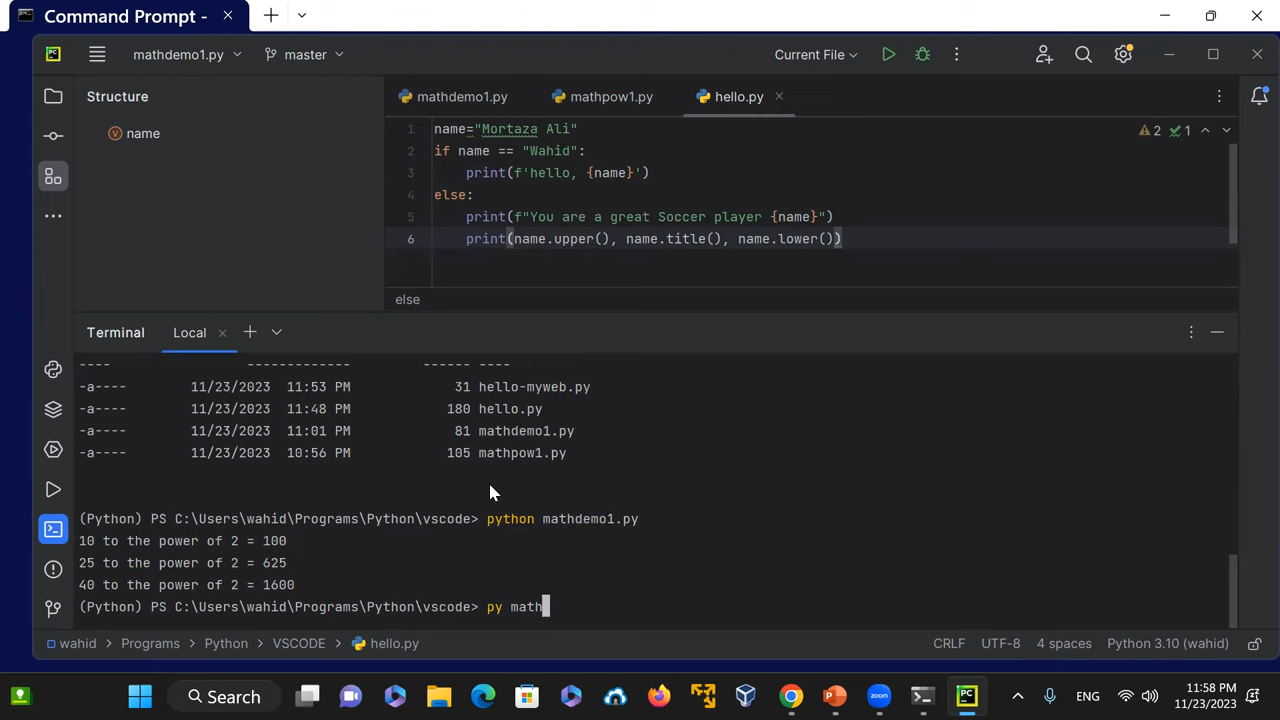 Command Prompt -
mathdemo1.py
master
Current File
Structure
name
mathdemo1.py
mathpow1.py
hello.py
1 name="Mortaza Ali"
2 if name == "Wahid":
3 print(f'hello, {name}')
4 else:
5 print(f"You are a great Soccer player {name}")
6 print(name.upper(), name.title(), name.lower())
2 1
else
Terminal
Local
---- ------------- ------ ----
-a---- 11/23/2023 11:53 PM 31 hello-myweb.py
-a---- 11/23/2023 11:48 PM 180 hello.py
-a---- 11/23/2023 11:01 PM 81 mathdemo1.py
-a---- 11/23/2023 10:56 PM 105 mathpow1.py
(Python) PS C:\Users\wahid\Programs\Python\vscode> python mathdemo1.py
10 to the power of 2 = 100
25 to the power of 2 = 625
40 to the power of 2 = 1600
(Python) PS C:\Users\wahid\Programs\Python\vscode> py math
wahid
Programs
Python
VSCODE
hello.py
CRLF
UTF-8
4 spaces
Python 3.10 (wahid)
Search
zoom
PC
ENG
11:58 PM
11/23/2023